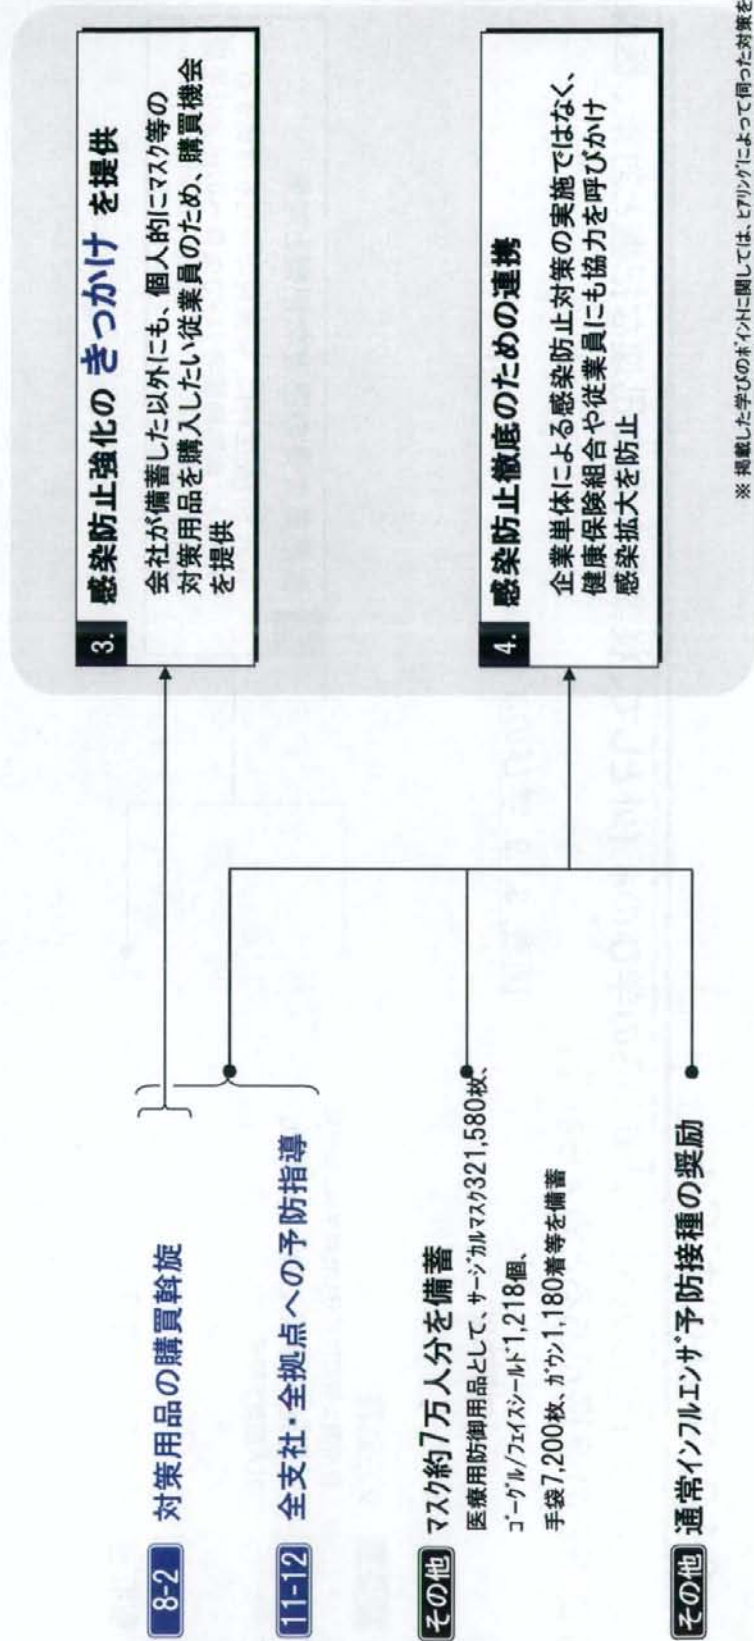 8-2 対策用品の購買斡旋
11-12 全支社・全拠点への予防指導
その他 マスク約7万人分を備蓄
医療用防御用品として、サージカルマスク321,580枚、
ゴーグル/フェイスシールド1,218個、
手袋7,200枚、ガウン1,180着等を備蓄
その他 通常インフルエンザ予防接種の奨励
3. 感染防止強化の きっかけ を提供
会社が備蓄した以外にも、個人的にマスク等の
対策用品を購入したい従業員のため、購買機会
を提供
4. 感染防止徹底のための連携
企業単体による感染防止対策の実施ではなく、
健康保険組合や従業員にも協力を呼びかけ
感染拡大を防止
※ 掲載した学びのポイントに関しては、ヒアリングによって伺った対策を